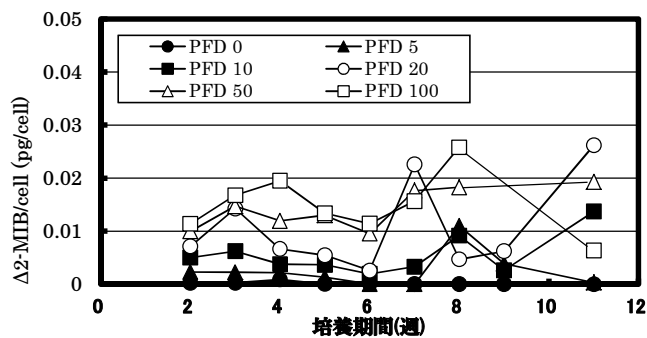 0.05
0.04
0.03
0.02
0.01
0
Δ2-MIB/cell (pg/cell)
PFD 0
PFD 5
PFD 10
PFD 20
PFD 50
PFD 100
0 2 4 6 8 10 12
培養期間(週)